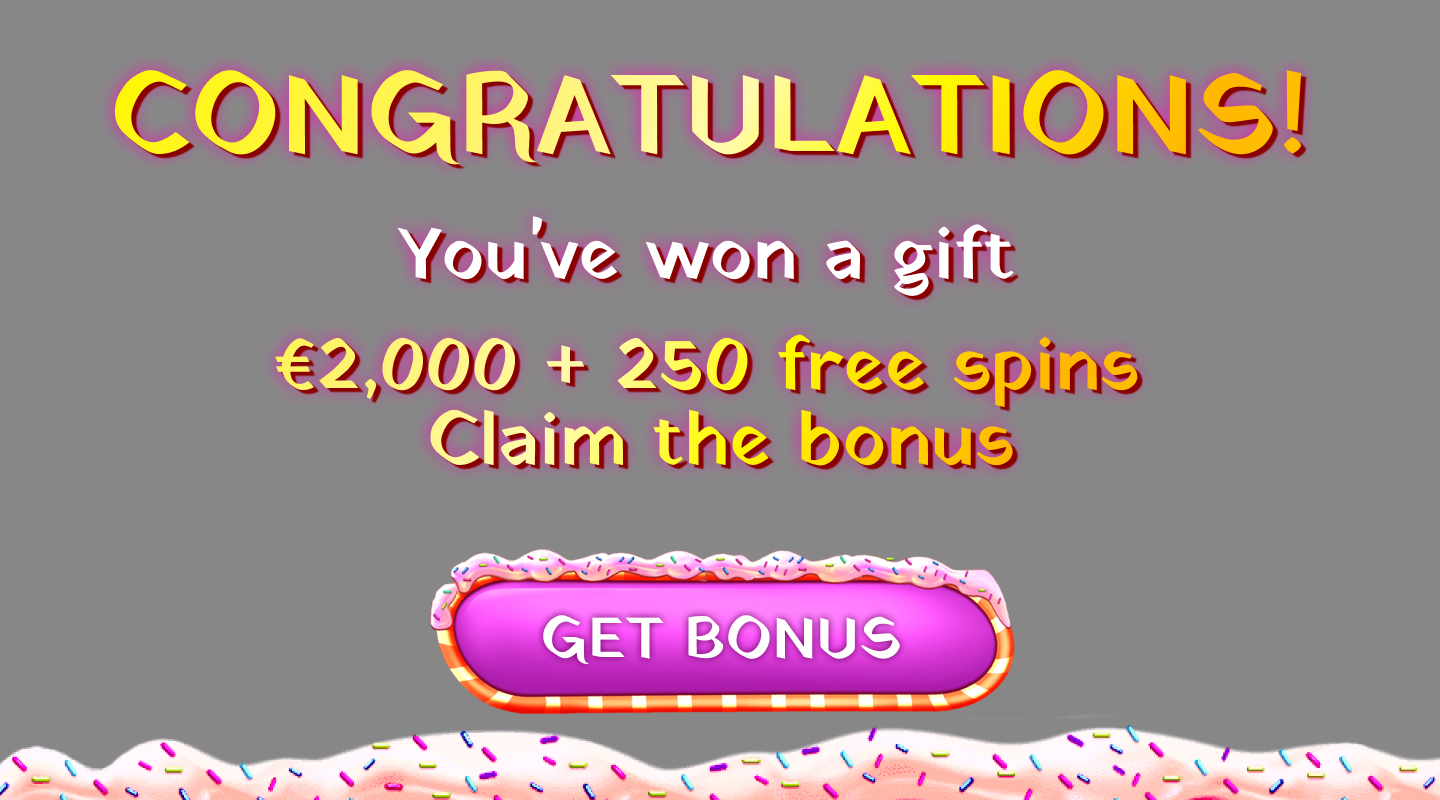 CONGRATULATIONS!
You've won a gift
€2,000 + 250 free spins
Claim the bonus
GET BONUS